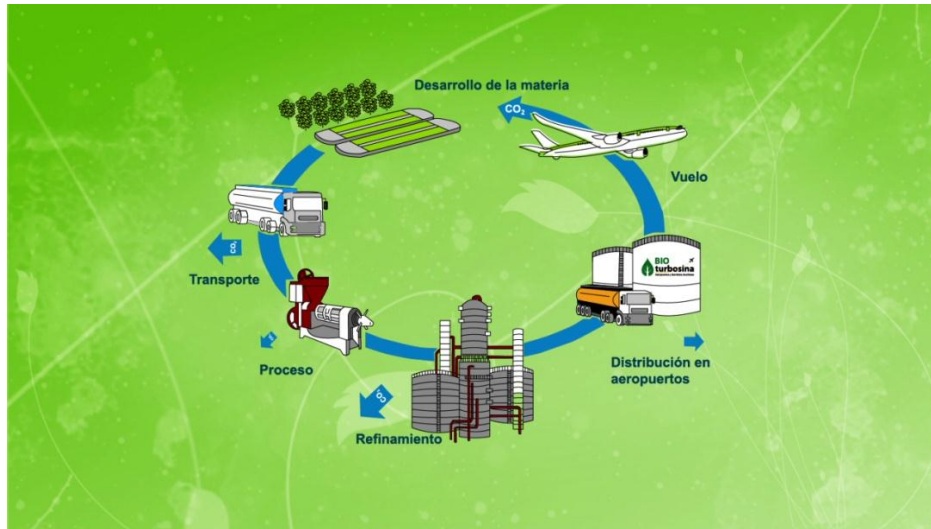 Desarrollo de la materia
CO₂
Vuelo
BIO
turbosina
CO₂
Transporte
Proceso
Distribución en
aeropuertos
CO₂
Refinamiento